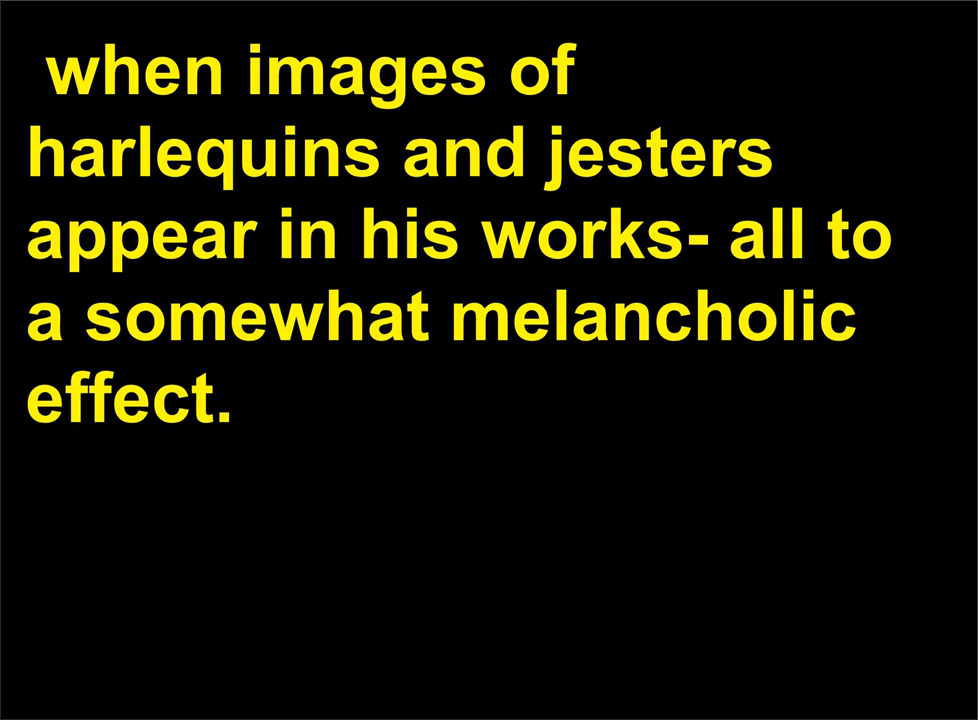 when images of
harlequins and jesters
appear in his works- all to
a somewhat melancholic
effect.